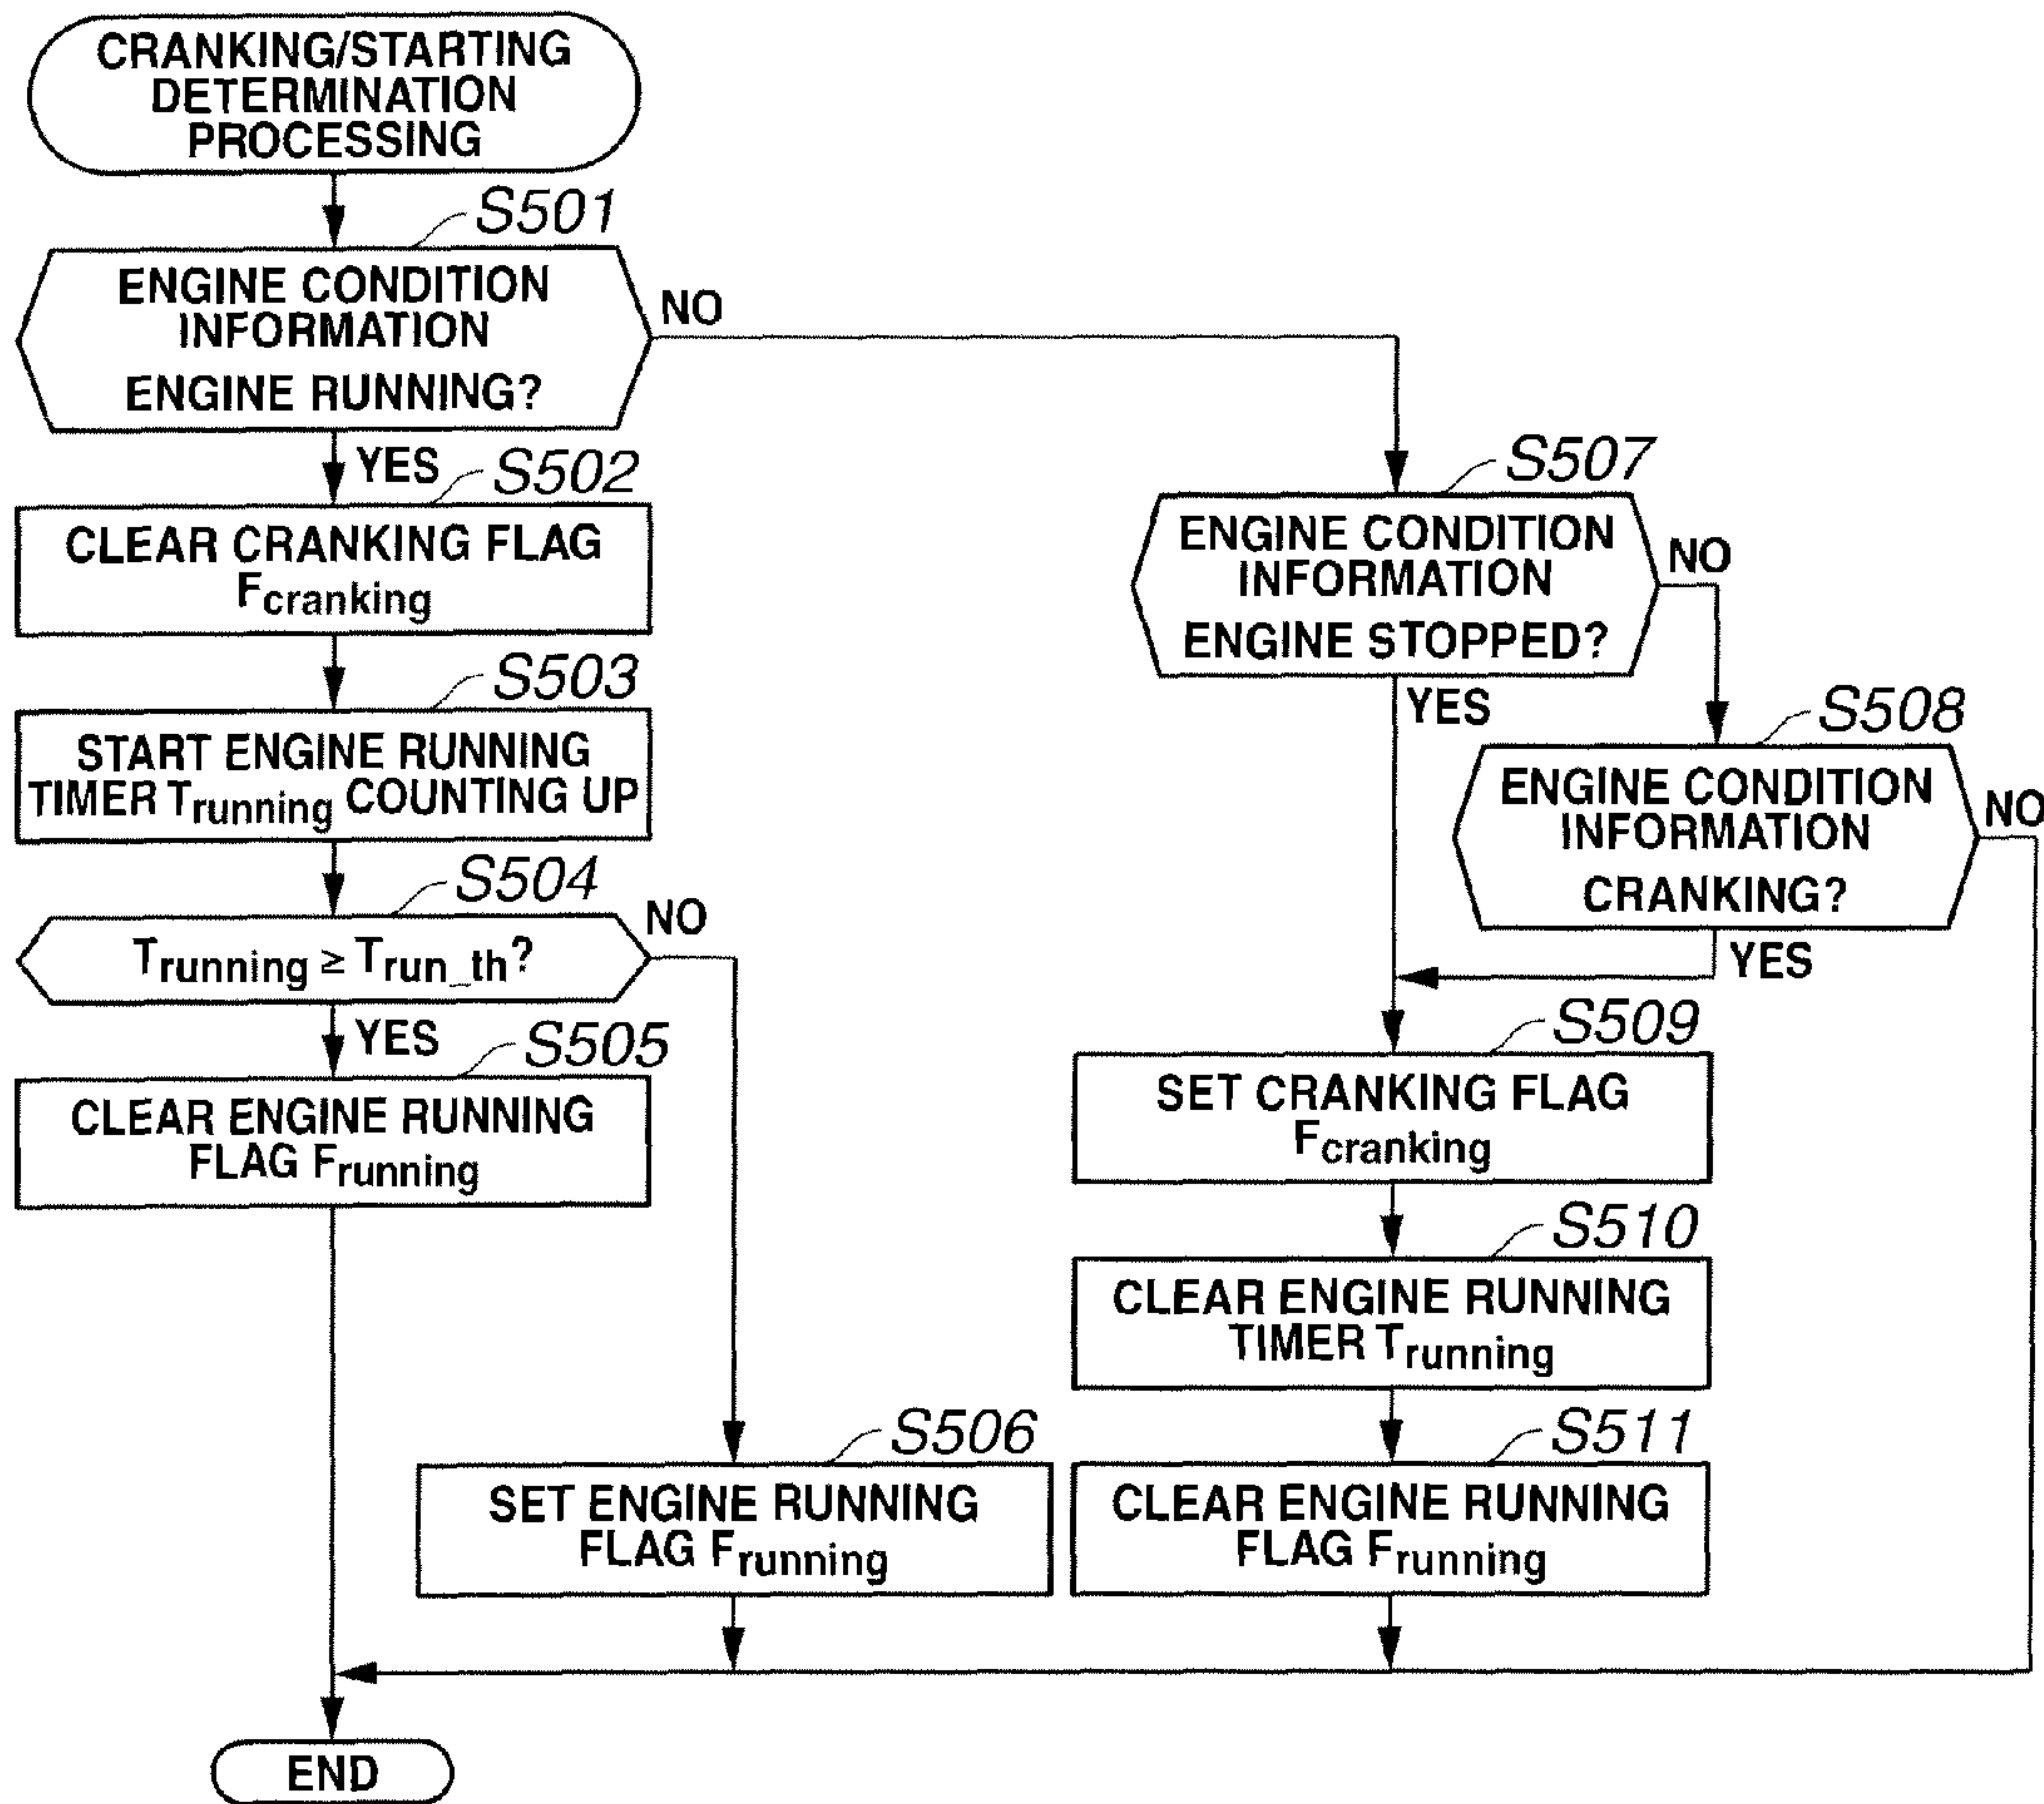 CRANKING/STARTING
DETERMINATION
PROCESSING
S501
ENGINE CONDITION
INFORMATION
ENGINE RUNNING?
NO
YES
S502
CLEAR CRANKING FLAG
Fcranking
S503
START ENGINE RUNNING
TIMER Trunning COUNTING UP
S504
Trunning ≥ Trun_th?
NO
YES
S505
CLEAR ENGINE RUNNING
FLAG Frunning
S506
SET ENGINE RUNNING
FLAG Frunning
S507
ENGINE CONDITION
INFORMATION
ENGINE STOPPED?
NO
YES
S508
ENGINE CONDITION
INFORMATION
CRANKING?
NO
YES
S509
SET CRANKING FLAG
Fcranking
S510
CLEAR ENGINE RUNNING
TIMER Trunning
S511
CLEAR ENGINE RUNNING
FLAG Frunning
END